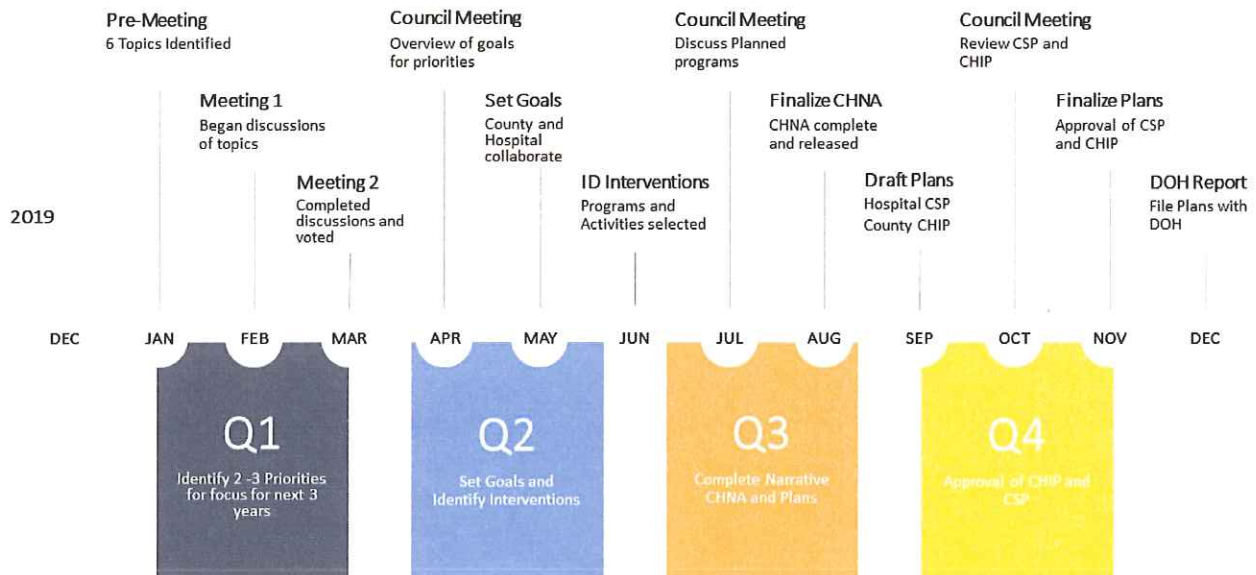 Pre-Meeting
6 Topics Identified
Council Meeting
Overview of goals
for priorities
Council Meeting
Discuss Planned
programs
Council Meeting
Review CSP and
CHIP
Meeting 1
Began discussions
of topics
Set Goals
County and
Hospital
collaborate
Finalize CHNA
CHNA complete
and released
Finalize Plans
Approval of CSP
and CHIP
Meeting 2
Completed
discussions and
voted
ID Interventions
Programs and
Activities selected
Draft Plans
Hospital CSP
County CHIP
DOH Report
File Plans with
DOH
2019
DEC JAN FEB MAR APR MAY JUN JUL AUG SEP OCT NOV DEC
Q1
Identify 2 -3 Priorities
for focus for next 3
years
Q2
Set Goals and
Identify Interventions
Q3
Complete Narrative
CHNA and Plans
Q4
Approval of CHIP and
CSP